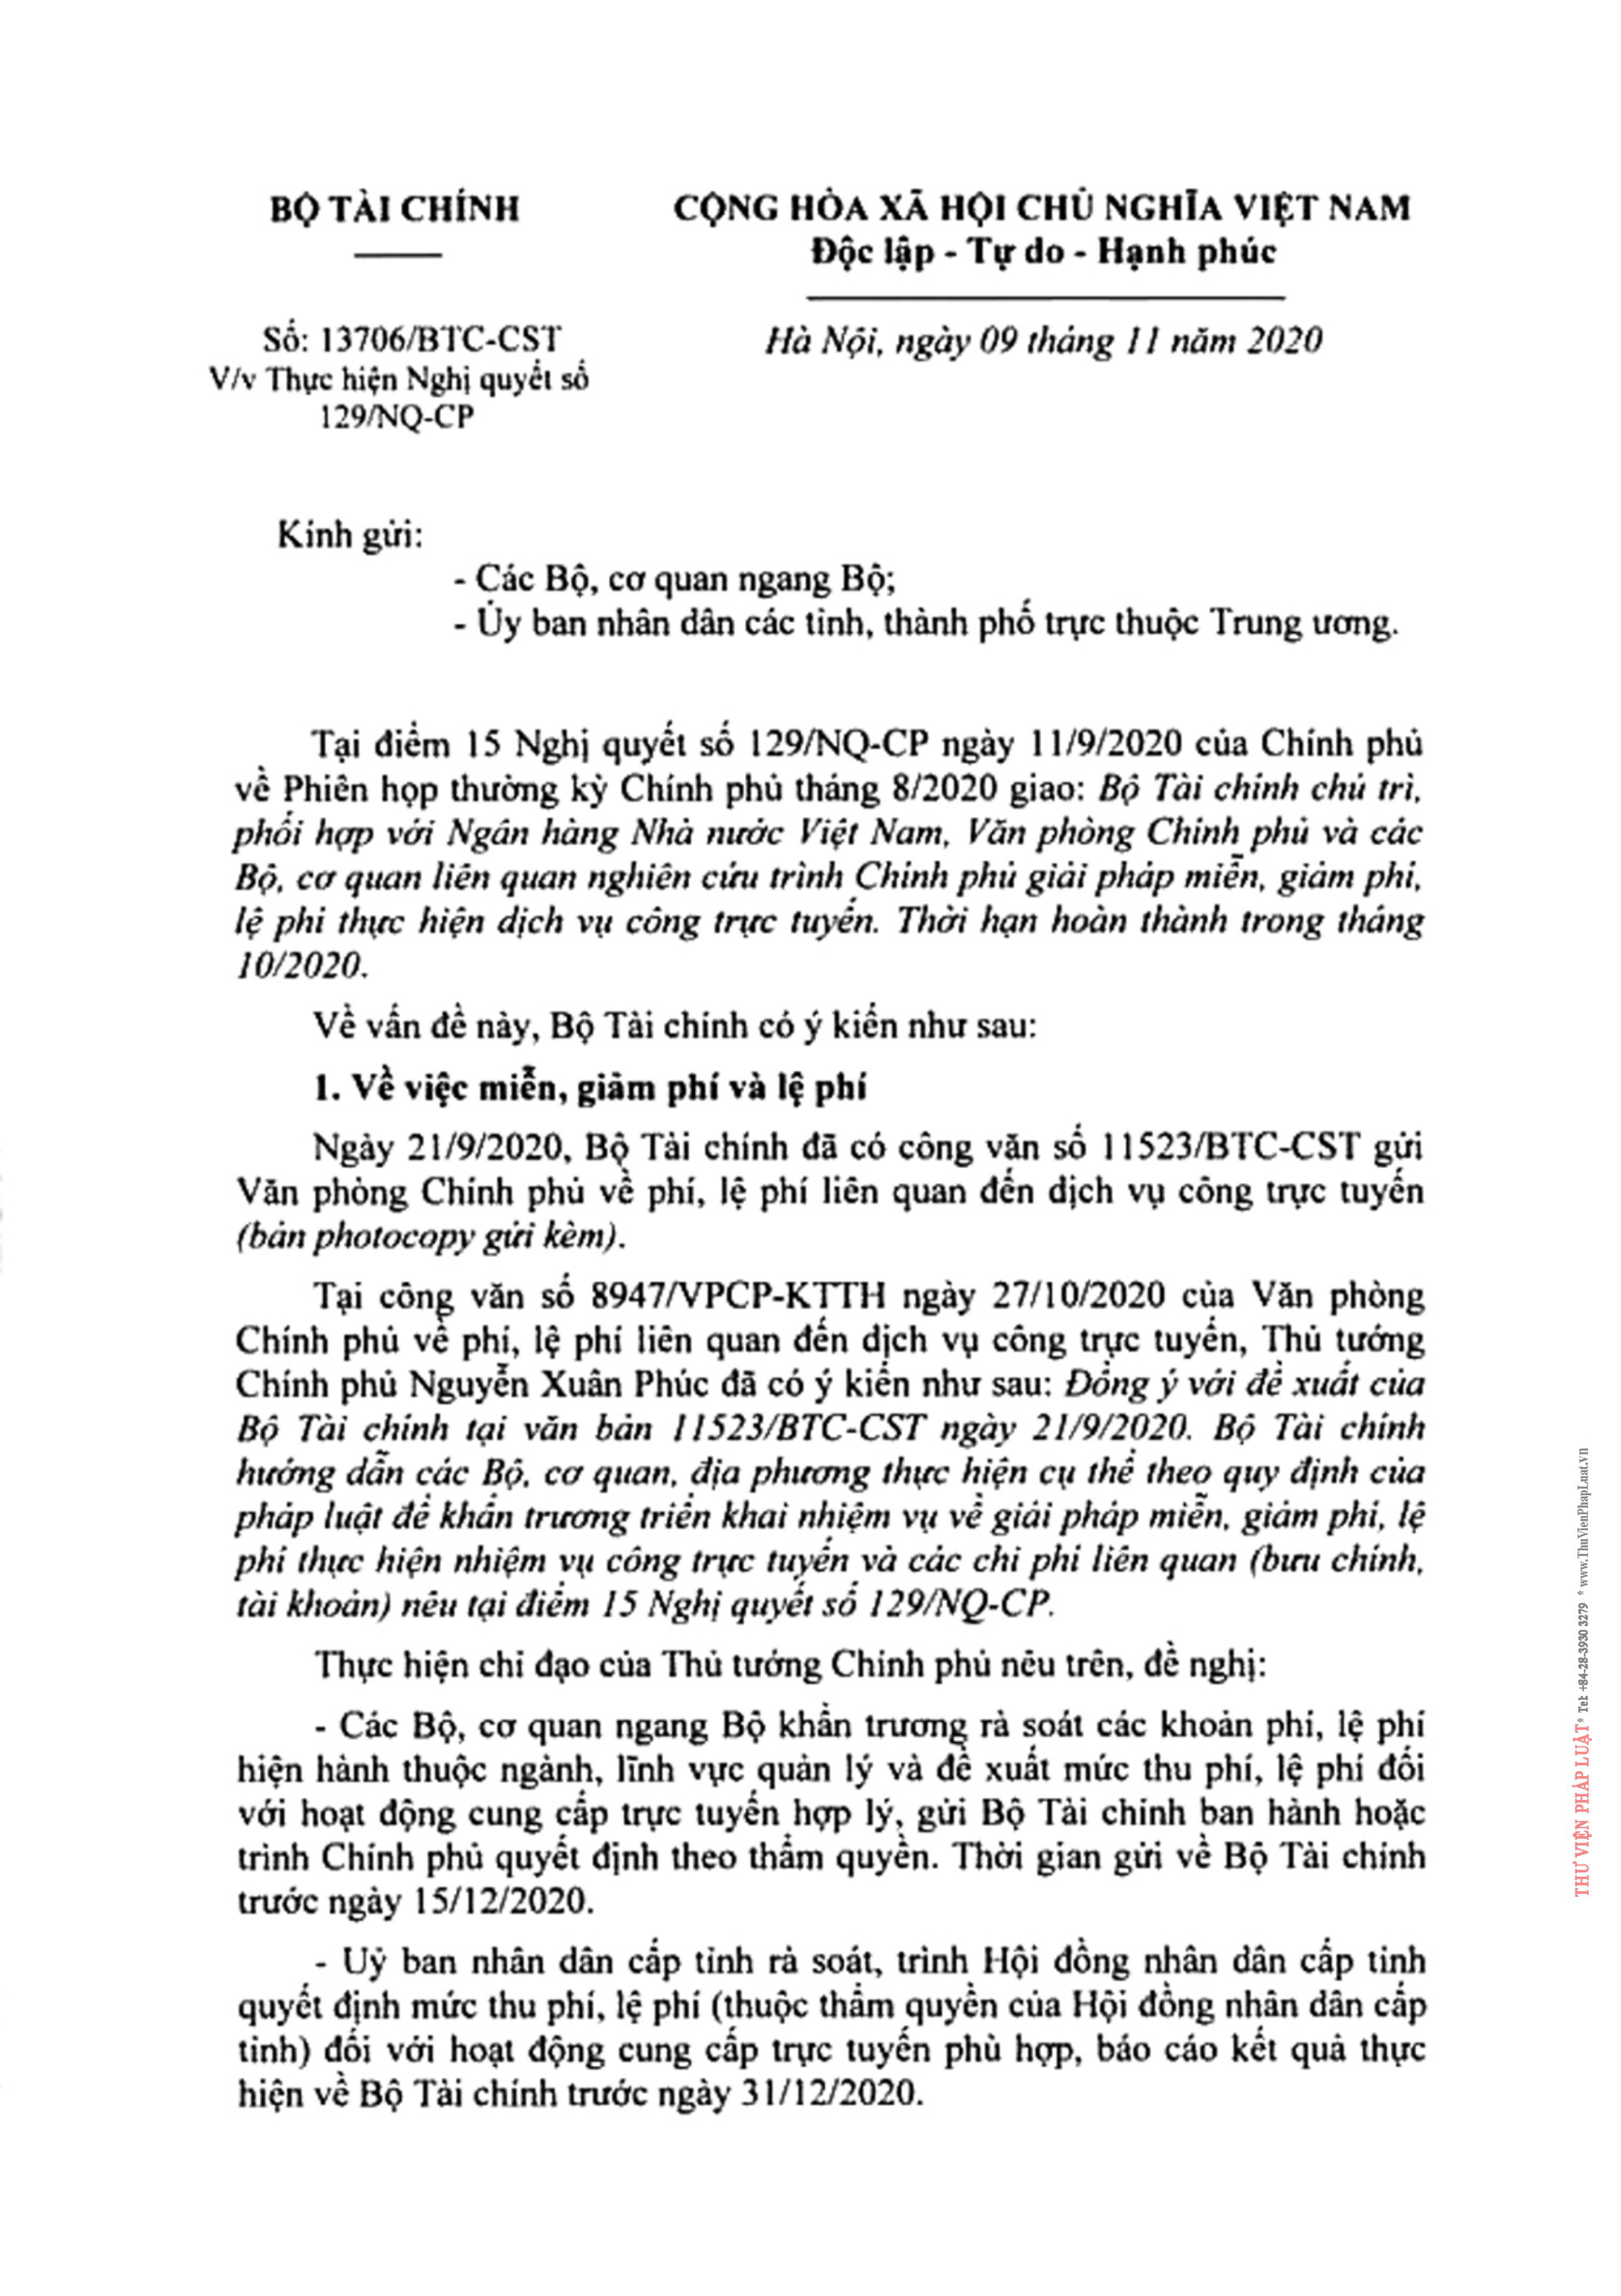 BỘ TÀI CHÍNH
CỘNG HÒA XÃ HỘI CHỦ NGHĨA VIỆT NAM
Độc lập - Tự do - Hạnh phúc
Số: 13706/BTC-CST
V/v Thực hiện Nghị quyết số
129/NQ-CP
Hà Nội, ngày 09 tháng 11 năm 2020
Kính gửi:
- Các Bộ, cơ quan ngang Bộ;
- Ủy ban nhân dân các tỉnh, thành phố trực thuộc Trung ương.
Tại điểm 15 Nghị quyết số 129/NQ-CP ngày 11/9/2020 của Chính phủ
về Phiên họp thường kỳ Chính phủ tháng 8/2020 giao: Bộ Tài chính chủ trì,
phối hợp với Ngân hàng Nhà nước Việt Nam, Văn phòng Chính phủ và các
Bộ, cơ quan liên quan nghiên cứu trình Chính phủ giải pháp miễn, giảm phí,
lệ phí thực hiện dịch vụ công trực tuyến. Thời hạn hoàn thành trong tháng
10/2020.
Về vấn đề này, Bộ Tài chính có ý kiến như sau:
1. Về việc miễn, giảm phí và lệ phí
Ngày 21/9/2020, Bộ Tài chính đã có công văn số 11523/BTC-CST gửi
Văn phòng Chính phủ về phí, lệ phí liên quan đến dịch vụ công trực tuyến
(bản photocopy gửi kèm).
Tại công văn số 8947/VPCP-KTTH ngày 27/10/2020 của Văn phòng
Chính phủ về phí, lệ phí liên quan đến dịch vụ công trực tuyến, Thủ tướng
Chính phủ Nguyễn Xuân Phúc đã có ý kiến như sau: Đồng ý với đề xuất của
Bộ Tài chính tại văn bản 11523/BTC-CST ngày 21/9/2020. Bộ Tài chính
hướng dẫn các Bộ, cơ quan, địa phương thực hiện cụ thể theo quy định của
pháp luật để khẩn trương triển khai nhiệm vụ về giải pháp miễn, giảm phí, lệ
phí thực hiện nhiệm vụ công trực tuyến và các chi phí liên quan (bưu chính,
tài khoản) nêu tại điểm 15 Nghị quyết số 129/NQ-CP.
Thực hiện chỉ đạo của Thủ tướng Chính phủ nêu trên, đề nghị:
- Các Bộ, cơ quan ngang Bộ khẩn trương rà soát các khoản phí, lệ phí
hiện hành thuộc ngành, lĩnh vực quản lý và đề xuất mức thu phí, lệ phí đối
với hoạt động cung cấp trực tuyến hợp lý, gửi Bộ Tài chính ban hành hoặc
trình Chính phủ quyết định theo thẩm quyền. Thời gian gửi về Bộ Tài chính
trước ngày 15/12/2020.
- Uỷ ban nhân dân cấp tỉnh rà soát, trình Hội đồng nhân dân cấp tỉnh
quyết định mức thu phí, lệ phí (thuộc thẩm quyền của Hội đồng nhân dân cấp
tỉnh) đối với hoạt động cung cấp trực tuyến phù hợp, báo cáo kết quả thực
hiện về Bộ Tài chính trước ngày 31/12/2020.
THƯ VIỆN PHÁP LUẬT * Tel: +84-28-3930 3279 * www.ThuVienPhapLuat.vn